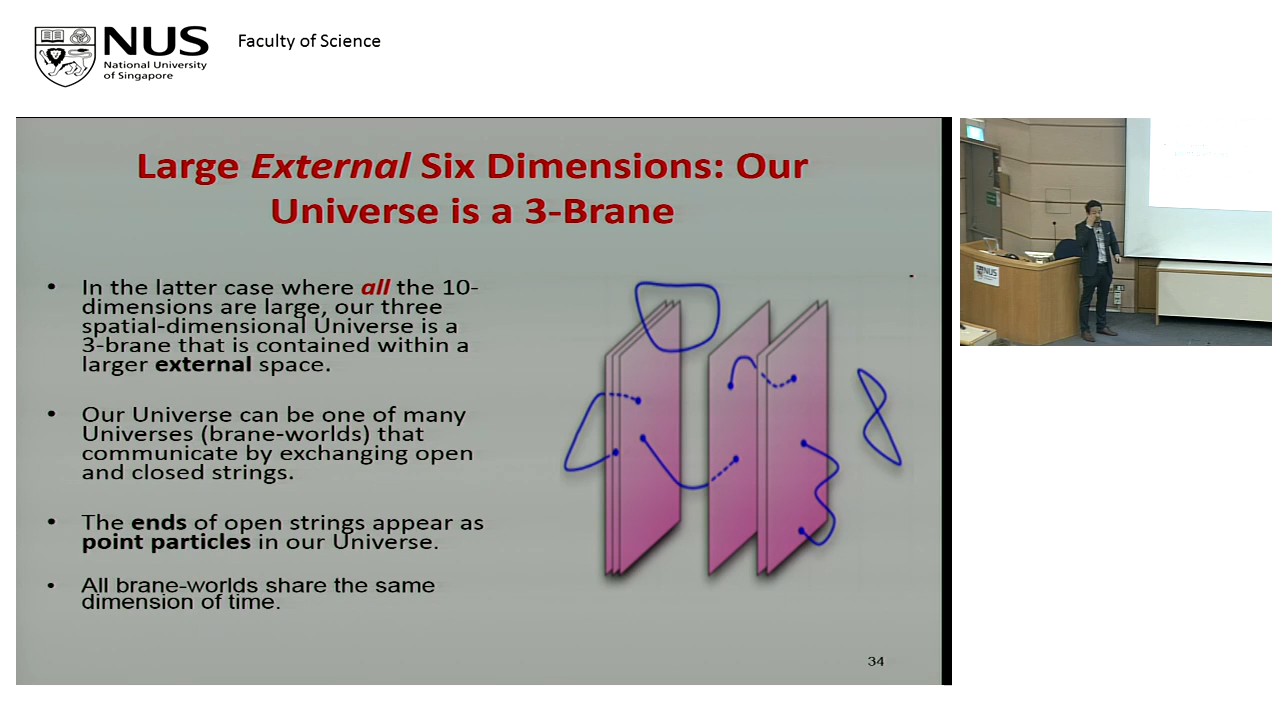 NUS
National University
of Singapore
Faculty of Science
Large External Six Dimensions: Our
Universe is a 3-Brane
• In the latter case where all the 10-
dimensions are large, our three
spatial-dimensional Universe is a
3-brane that is contained within a
larger external space.
• Our Universe can be one of many
Universes (brane-worlds) that
communicate by exchanging open
and closed strings.
• The ends of open strings appear as
point particles in our Universe.
• All brane-worlds share the same
dimension of time.
34
NUS